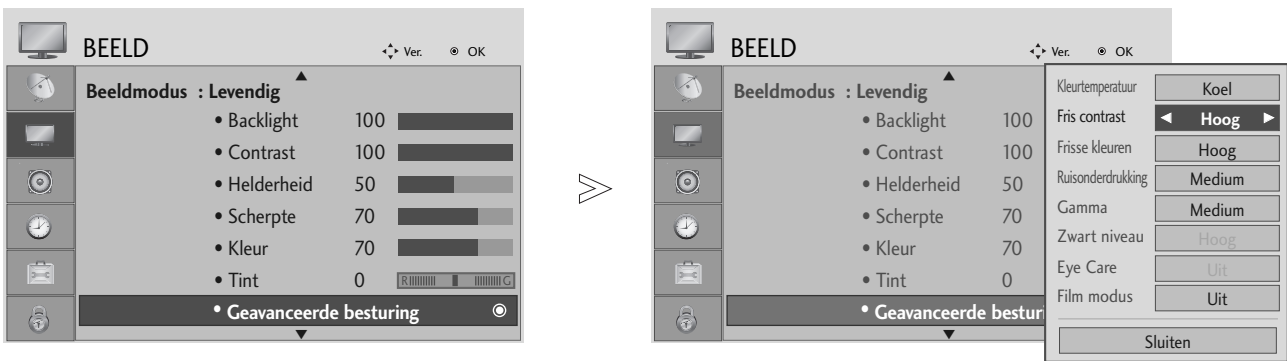 BEELD
Ver. OK
Beeldmodus : Levendig
• Backlight 100
• Contrast 100
• Helderheid 50
• Scherpte 70
• Kleur 70
• Tint 0 R G
• Geavanceerde besturing
BEELD
Ver. OK
Beeldmodus : Levendig
• Backlight 100
• Contrast 100
• Helderheid 50
• Scherpte 70
• Kleur 70
• Tint 0
• Geavanceerde bestur
Kleurtemperatuur Koel
Fris contrast Hoog
Frisse kleuren Hoog
Ruisonderdrukking Medium
Gamma Medium
Zwart niveau Hoog
Eye Care Uit
Film modus Uit
Sluiten